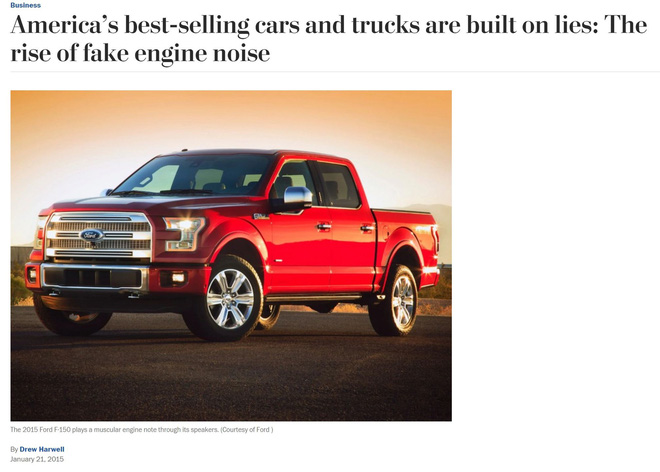 Business
America’s best-selling cars and trucks are built on lies: The
rise of fake engine noise
Ford
The 2015 Ford F-150 plays a muscular engine note through its speakers. (Courtesy of Ford )
By Drew Harwell
January 21, 2015